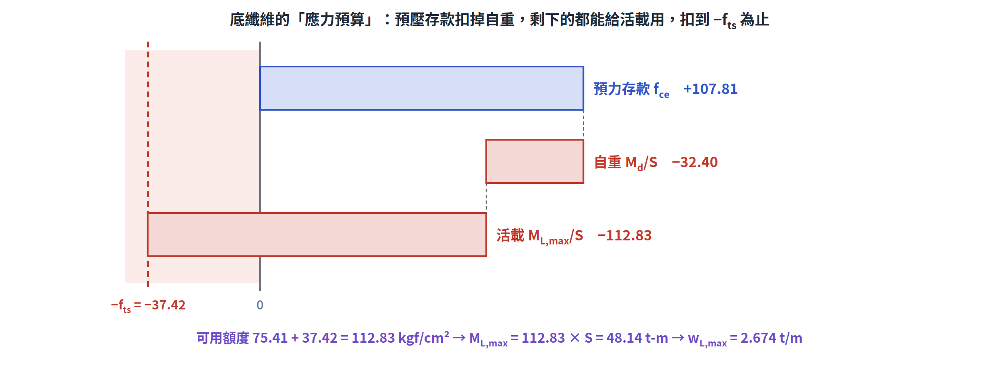 底纖維的「應力預算」：預壓存款扣掉自重，剩下的都能給活載用，扣到 −fts 為止
預力存款 fce +107.81
自重 Md/S −32.40
活載 ML,max/S −112.83
−fts = −37.42
0
可用額度 75.41 + 37.42 = 112.83 kgf/cm² → ML,max = 112.83 × S = 48.14 t-m → wL,max = 2.674 t/m